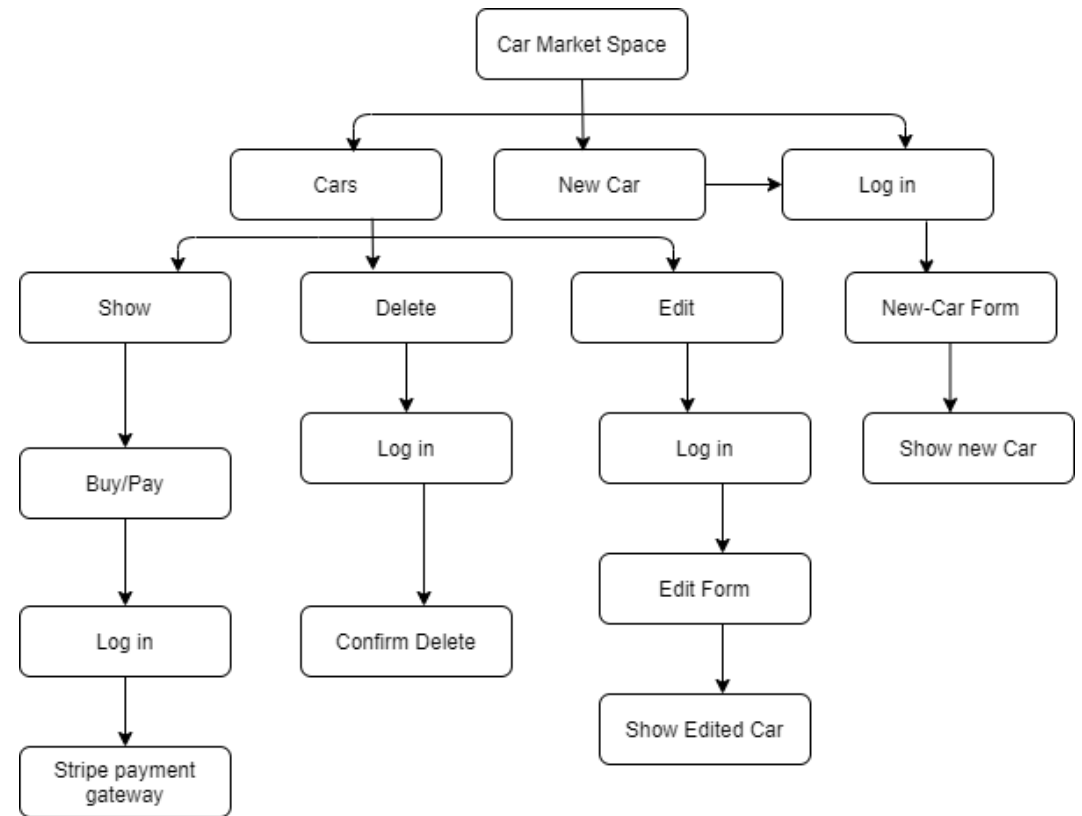 Car Market Space
Cars
New Car
Log in
Show
Delete
Edit
New-Car Form
Log in
Log in
Show new Car
Buy/Pay
Edit Form
Log in
Confirm Delete
Show Edited Car
Stripe payment
gateway